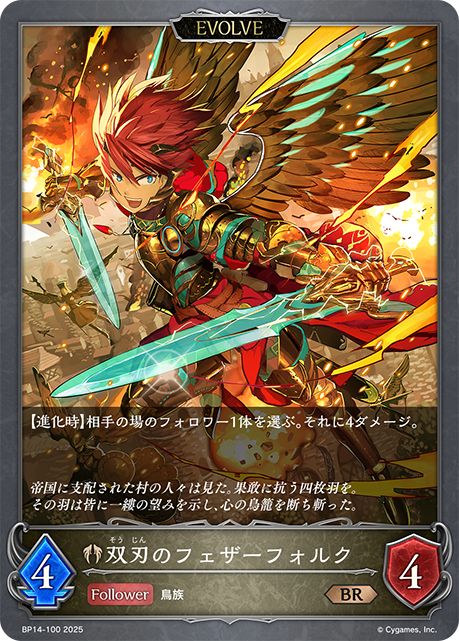 EVOLVE
【進化時】相手の場のフォロワー1体を選ぶ。それに4ダメージ。
帝国に支配された村の人々は見た。果敢に抗う四枚羽を。
その羽は皆に一縷の望みを示し、心の鳥籠を断ち斬った。
そう じん
双刃のフェザーフォルク
4
Follower 鳥族
BR
4
BP14-100 2025
© Cygames, Inc.